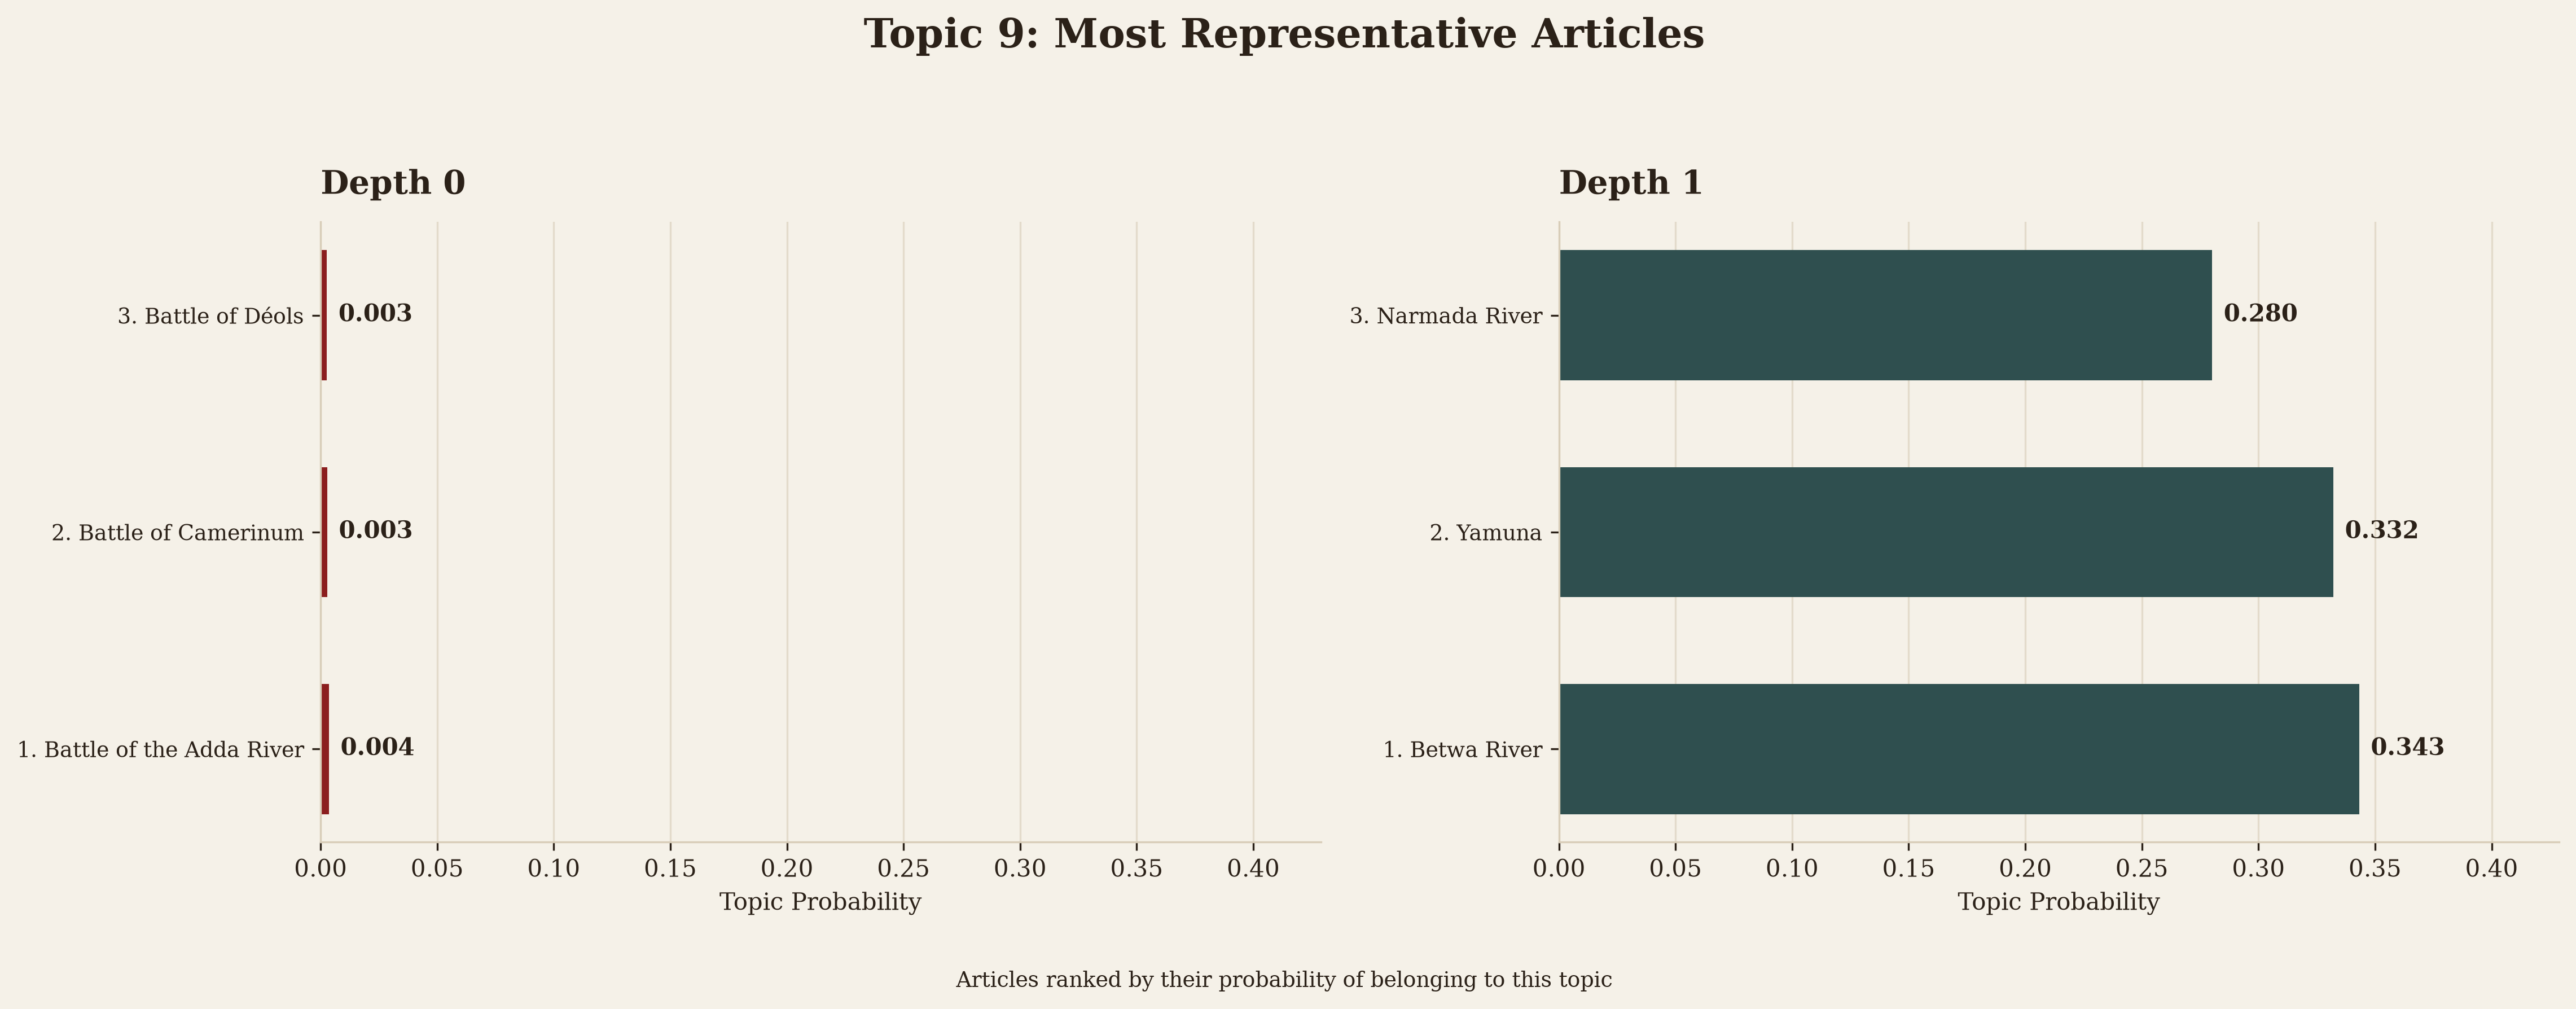 Topic 9: Most Representative Articles
Depth 0
3. Battle of Déols
0.003
2. Battle of Camerinum
0.003
1. Battle of the Adda River
0.004
0.00 0.05 0.10 0.15 0.20 0.25 0.30 0.35 0.40
Topic Probability
Depth 1
3. Narmada River
0.280
2. Yamuna
0.332
1. Betwa River
0.343
0.00 0.05 0.10 0.15 0.20 0.25 0.30 0.35 0.40
Topic Probability
Articles ranked by their probability of belonging to this topic